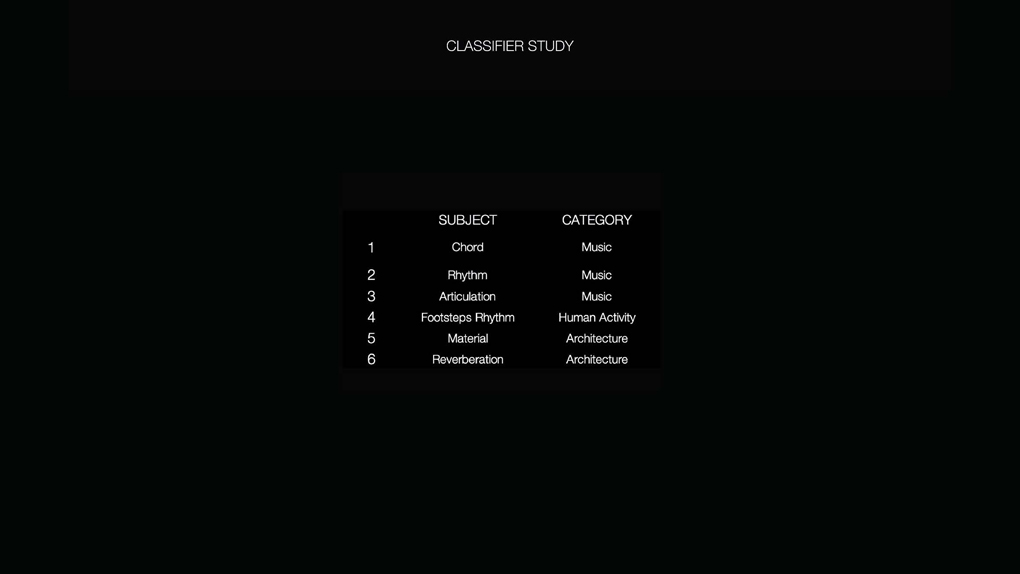 CLASSIFIER STUDY
SUBJECT CATEGORY
1 Chord Music
2 Rhythm Music
3 Articulation Music
4 Footsteps Rhythm Human Activity
5 Material Architecture
6 Reverberation Architecture